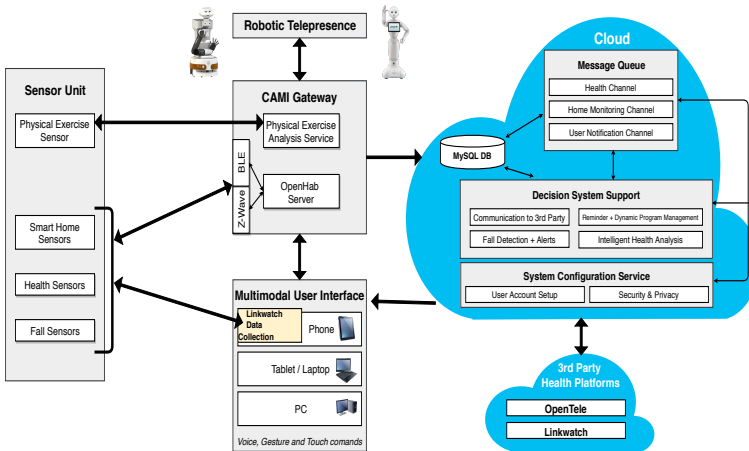 Robotic Telepresence
Sensor Unit
Physical Exercise
Sensor
Smart Home
Sensors
Health Sensors
Fall Sensors
CAMI Gateway
Physical Exercise
Analysis Service
BLE
Z-Wave
OpenHab
Server
Multimodal User Interface
Linkwatch
Data
Collection
Phone
Tablet / Laptop
PC
Voice, Gesture and Touch comands
Cloud
Message Queue
Health Channel
Home Monitoring Channel
User Notification Channel
MySQL DB
Decision System Support
Communication to 3rd Party
Reminder + Dynamic Program Management
Fall Detection + Alerts
Intelligent Health Analysis
System Configuration Service
User Account Setup
Security & Privacy
3rd Party
Health Platforms
OpenTele
Linkwatch